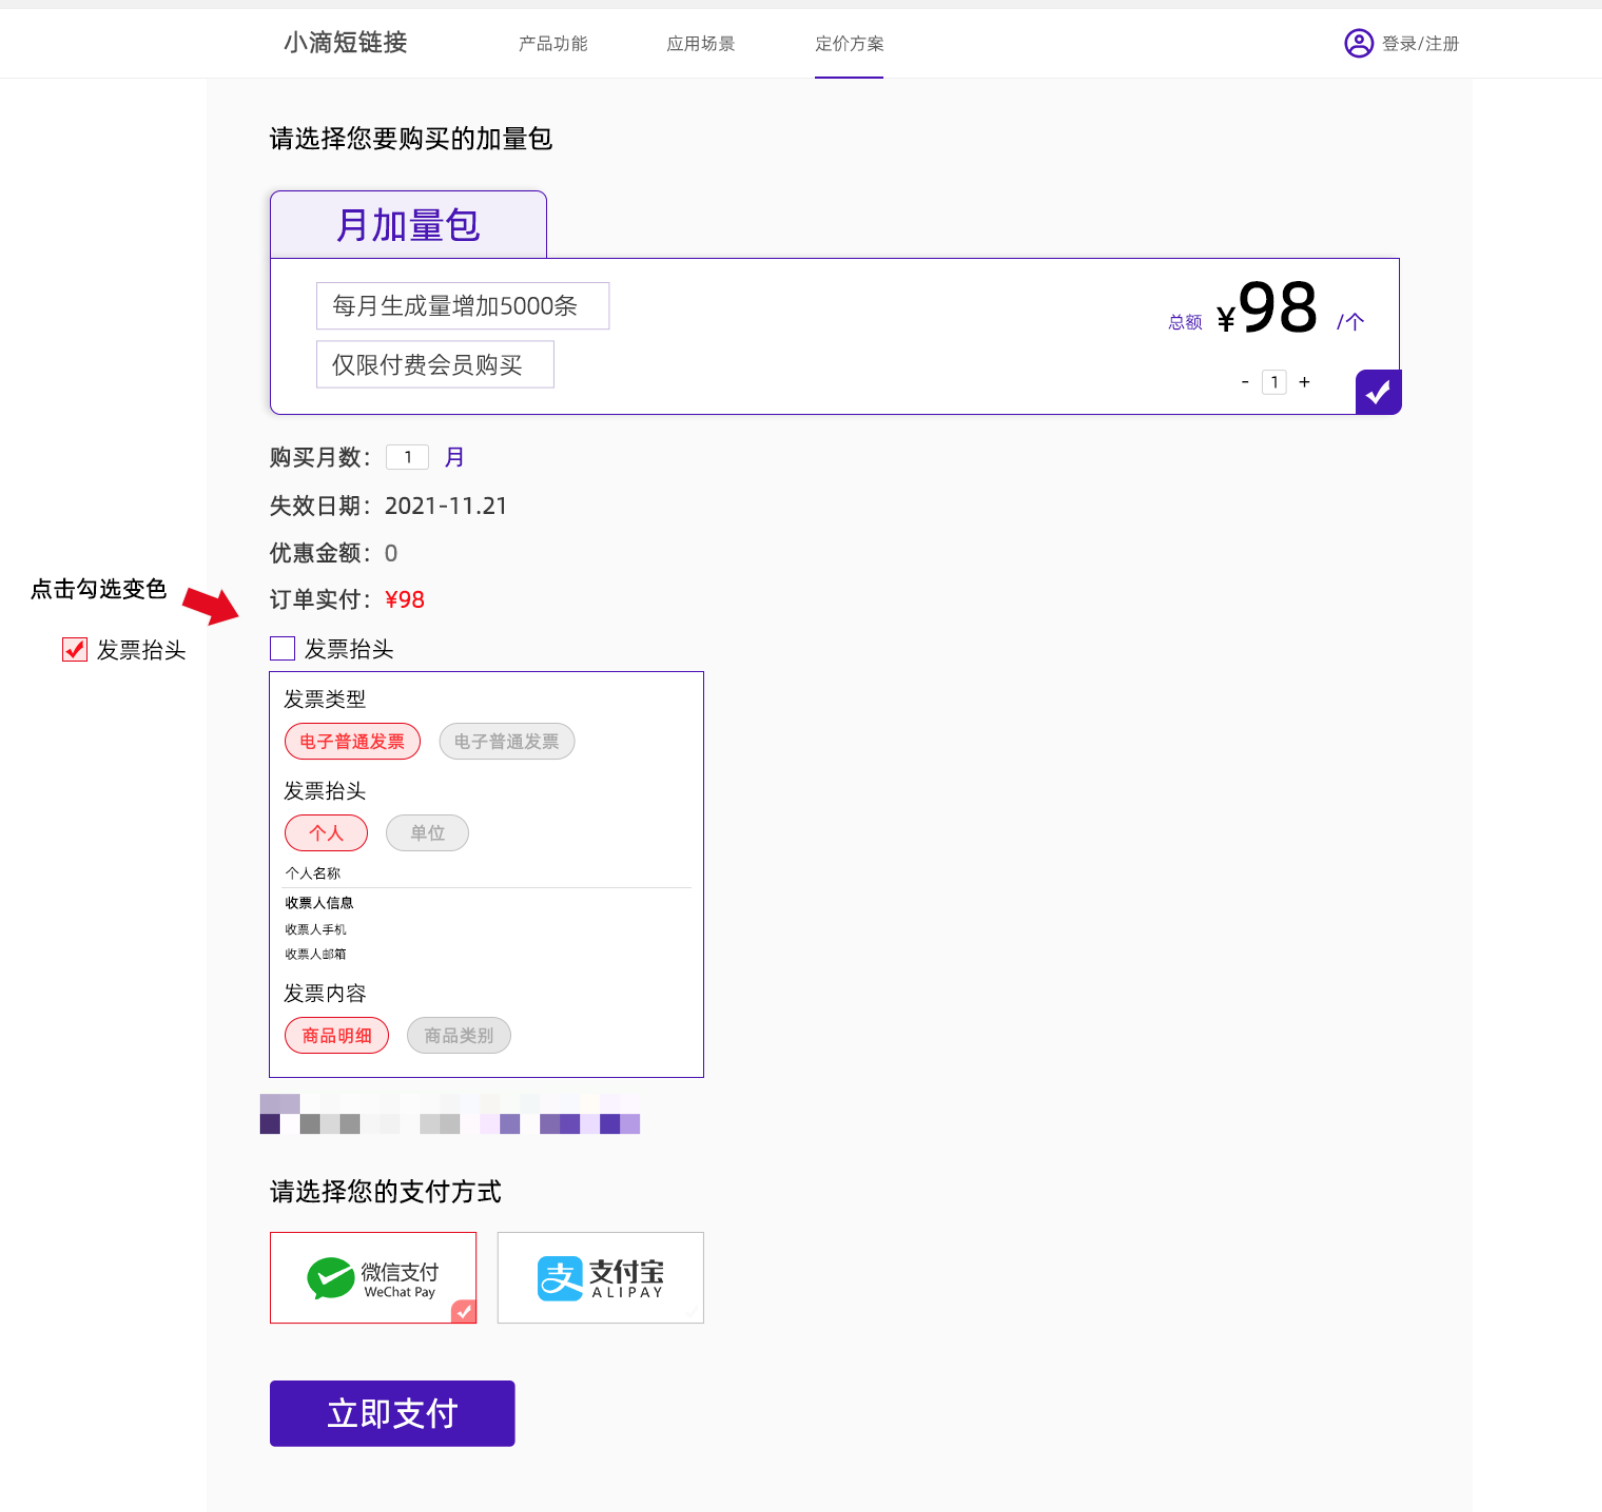 小滴短链接 产品功能 应用场景 定价方案 登录/注册
请选择您要购买的加量包
月加量包
每月生成量增加5000条
总额 ¥98 /个
仅限付费会员购买
- 1 +
购买月数： 1 月
失效日期：2021-11.21
优惠金额：0
点击勾选变色
订单实付：¥98
发票抬头
发票抬头
发票类型
电子普通发票 电子普通发票
发票抬头
个人 单位
个人名称
收票人信息
收票人手机
收票人邮箱
发票内容
商品明细 商品类别
请选择您的支付方式
微信支付
WeChat Pay
支付宝
ALIPAY
立即支付